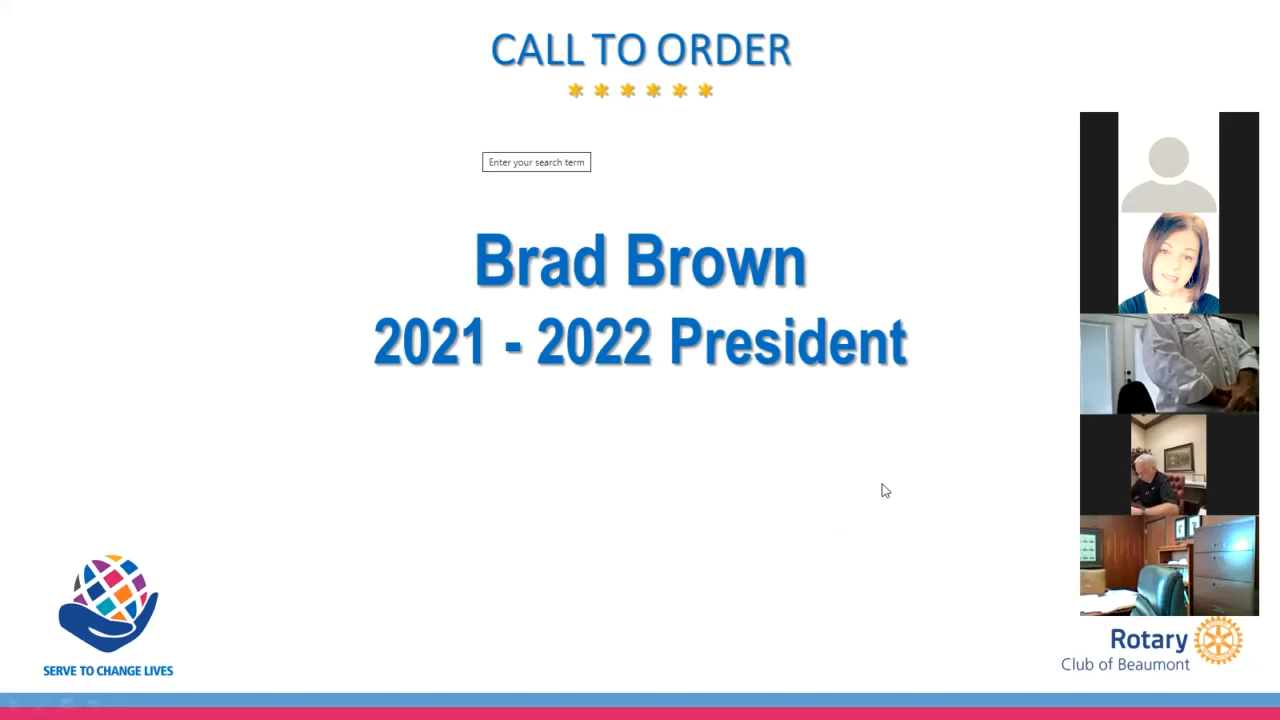 CALL TO ORDER
******
Enter your search term
Brad Brown
2021 - 2022 President
SERVE TO CHANGE LIVES
Rotary
Club of Beaumont